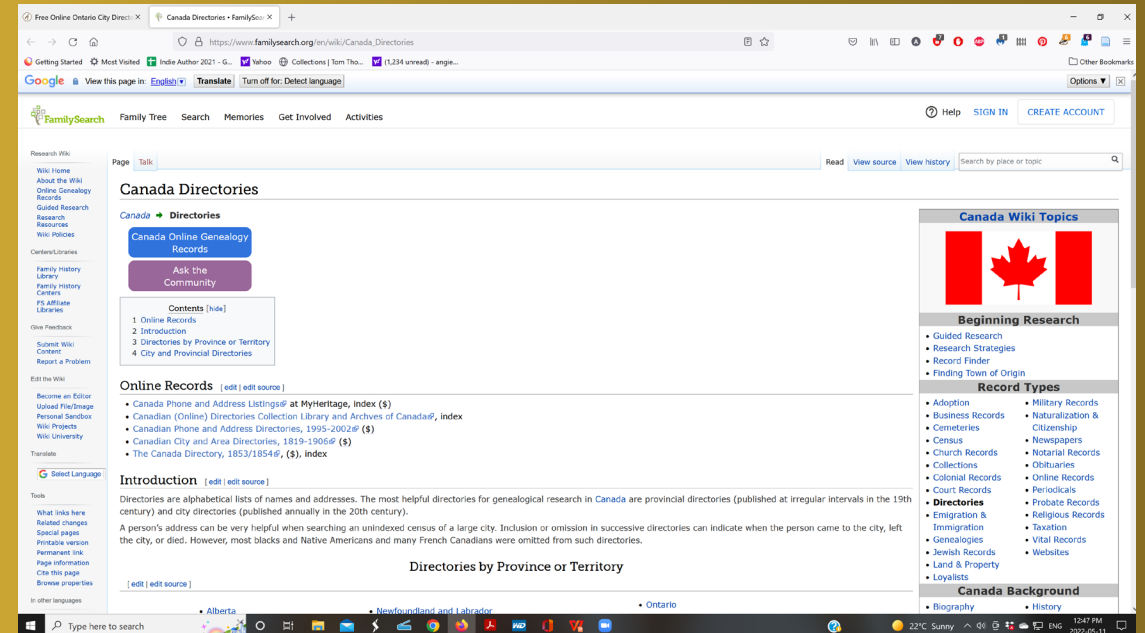 Free Online Ontario City Direct
Canada Directories • FamilySear
https://www.familysearch.org/en/wiki/Canada_Directories
Getting Started
Most Visited
Indie Author 2021 - G...
Yahoo
Collections | Tom Tho...
(1,234 unread) - angie...
Other Bookmarks
Google View this page in: English Translate Turn off for: Detect language Options ▼
FamilySearch
Family Tree Search Memories Get Involved Activities
Help SIGN IN CREATE ACCOUNT
Research Wiki
Wiki Home
About the Wiki
Online Genealogy
Records
Guided Research
Research
Resources
Wiki Policies
Centers/Libraries
Family History
Library
Family History
Centers
FS Affiliate
Libraries
Give Feedback
Submit Wiki
Content
Report a Problem
Edit the Wiki
Become an Editor
Upload File/Image
Personal Sandbox
Wiki Projects
Wiki University
Translate
Select Language
Tools
What links here
Related changes
Special pages
Printable version
Permanent link
Page information
Cite this page
Browse properties
In other languages
Page Talk
Read View source View history Search by place or topic
Canada Directories
Canada Directories
Canada Online Genealogy
Records
Ask the
Community
Contents [hide]
1 Online Records
2 Introduction
3 Directories by Province or Territory
4 City and Provincial Directories
Online Records [ edit | edit source ]
• Canada Phone and Address Listings at MyHeritage, index ($)
• Canadian (Online) Directories Collection Library and Archves of Canada, index
• Canadian Phone and Address Directories, 1995-2002 ($)
• Canadian City and Area Directories, 1819-1906 ($)
• The Canada Directory, 1853/1854, ($), index
Introduction [ edit | edit source ]
Directories are alphabetical lists of names and addresses. The most helpful directories for genealogical research in Canada are provincial directories (published at irregular intervals in the 19th
century) and city directories (published annually in the 20th century).
A person's address can be very helpful when searching an unindexed census of a large city. Inclusion or omission in successive directories can indicate when the person came to the city, left
the city, or died. However, most blacks and Native Americans and many French Canadians were omitted from such directories.
Directories by Province or Territory
[ edit | edit source ]
• Alberta
• Newfoundland and Labrador
• Ontario
Canada Wiki Topics
Beginning Research
• Guided Research
• Research Strategies
• Record Finder
• Finding Town of Origin
Record Types
• Adoption
• Business Records
• Cemeteries
• Census
• Church Records
• Collections
• Colonial Records
• Court Records
• Directories
• Emigration &
Immigration
• Genealogies
• Jewish Records
• Land & Property
• Loyalists
• Military Records
• Naturalization &
Citizenship
• Newspapers
• Notarial Records
• Obituaries
• Online Records
• Periodicals
• Probate Records
• Religious Records
• Taxation
• Vital Records
• Websites
Canada Background
• Biography
• History
Type here to search
22°C Sunny
ENG
12:47 PM
2022-05-11